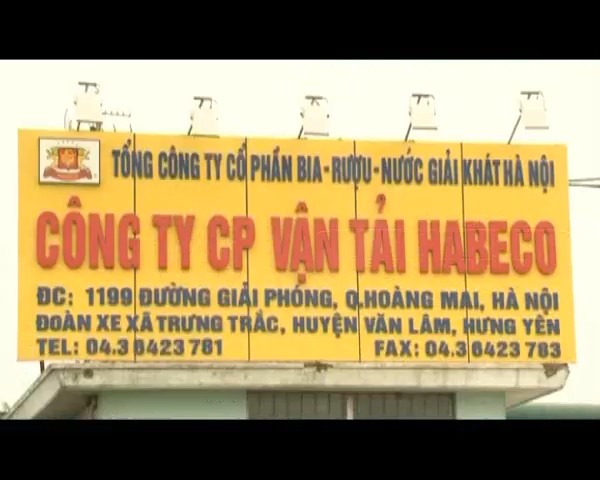 TỔNG CÔNG TY CỔ PHẦN BIA - RƯỢU - NƯỚC GIẢI KHÁT HÀ NỘI
CÔNG TY CP VẬN TẢI HABECO
ĐC: 1199 ĐƯỜNG GIẢI PHÓNG, Q.HOÀNG MAI, HÀ NỘI
ĐOÀN XE XÃ TRƯNG TRẮC, HUYỆN VĂN LÂM, HƯNG YÊN
TEL: 04.3 6423 781 FAX: 04.3 6423 783